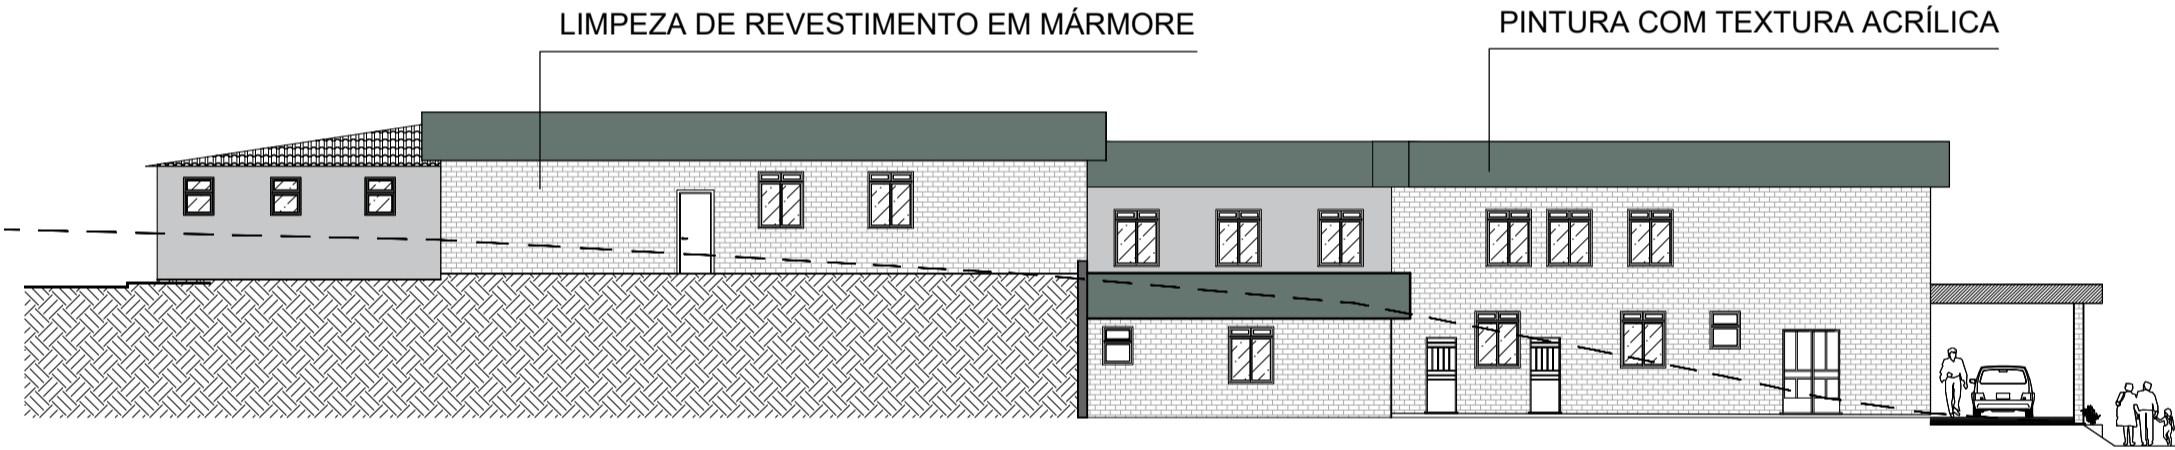 LIMPEZA DE REVESTIMENTO EM MÁRMORE
PINTURA COM TEXTURA ACRÍLICA